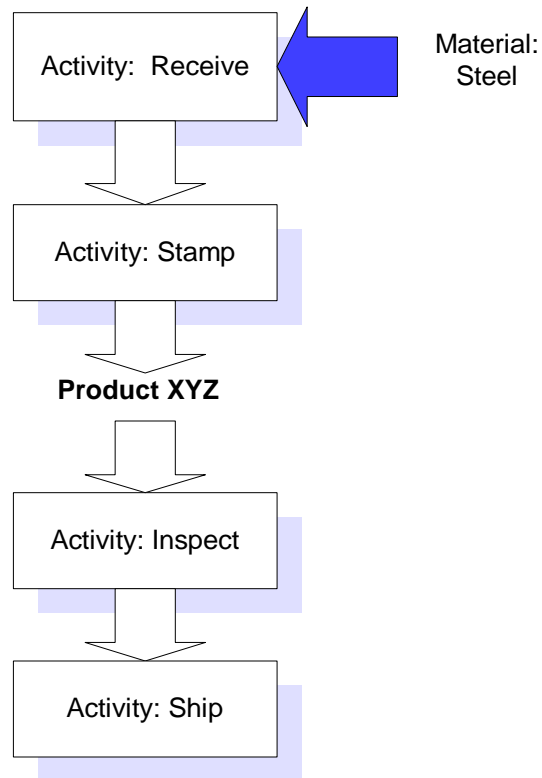 Activity:  Receive
Material:
Steel
Activity: Stamp
Product XYZ
Activity: Inspect
Activity: Ship